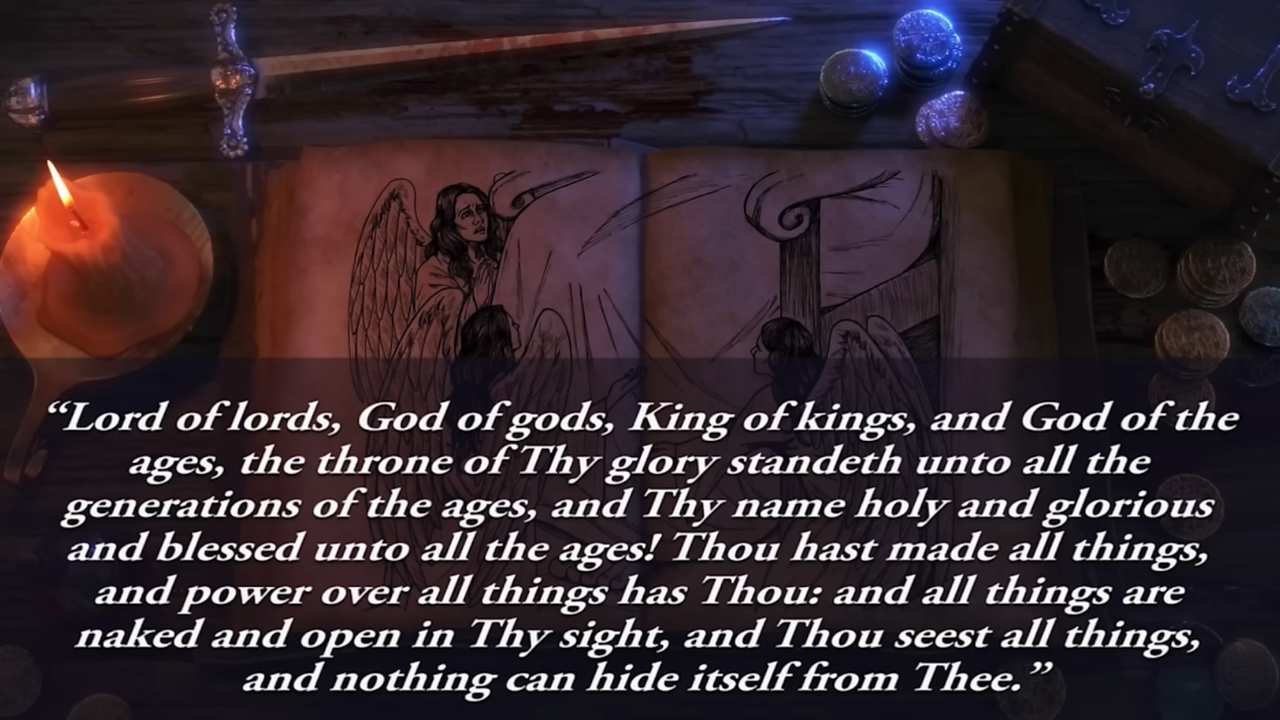 “Lord of lords, God of gods, King of kings, and God of the
ages, the throne of Thy glory standeth unto all the
generations of the ages, and Thy name holy and glorious
and blessed unto all the ages! Thou hast made all things,
and power over all things has Thou: and all things are
naked and open in Thy sight, and Thou seest all things,
and nothing can hide itself from Thee.”